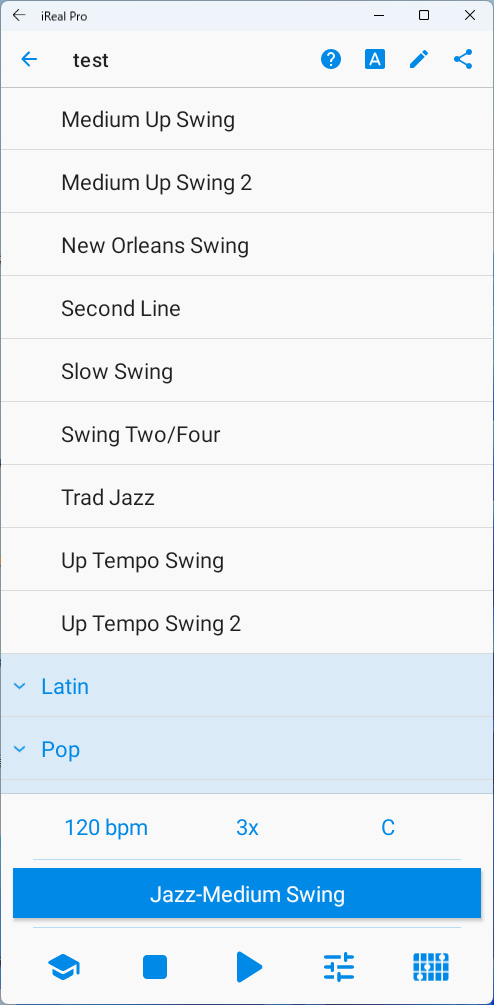 iReal Pro
test
A
Medium Up Swing
Medium Up Swing 2
New Orleans Swing
Second Line
Slow Swing
Swing Two/Four
Trad Jazz
Up Tempo Swing
Up Tempo Swing 2
Latin
Pop
120 bpm 3x C
Jazz-Medium Swing